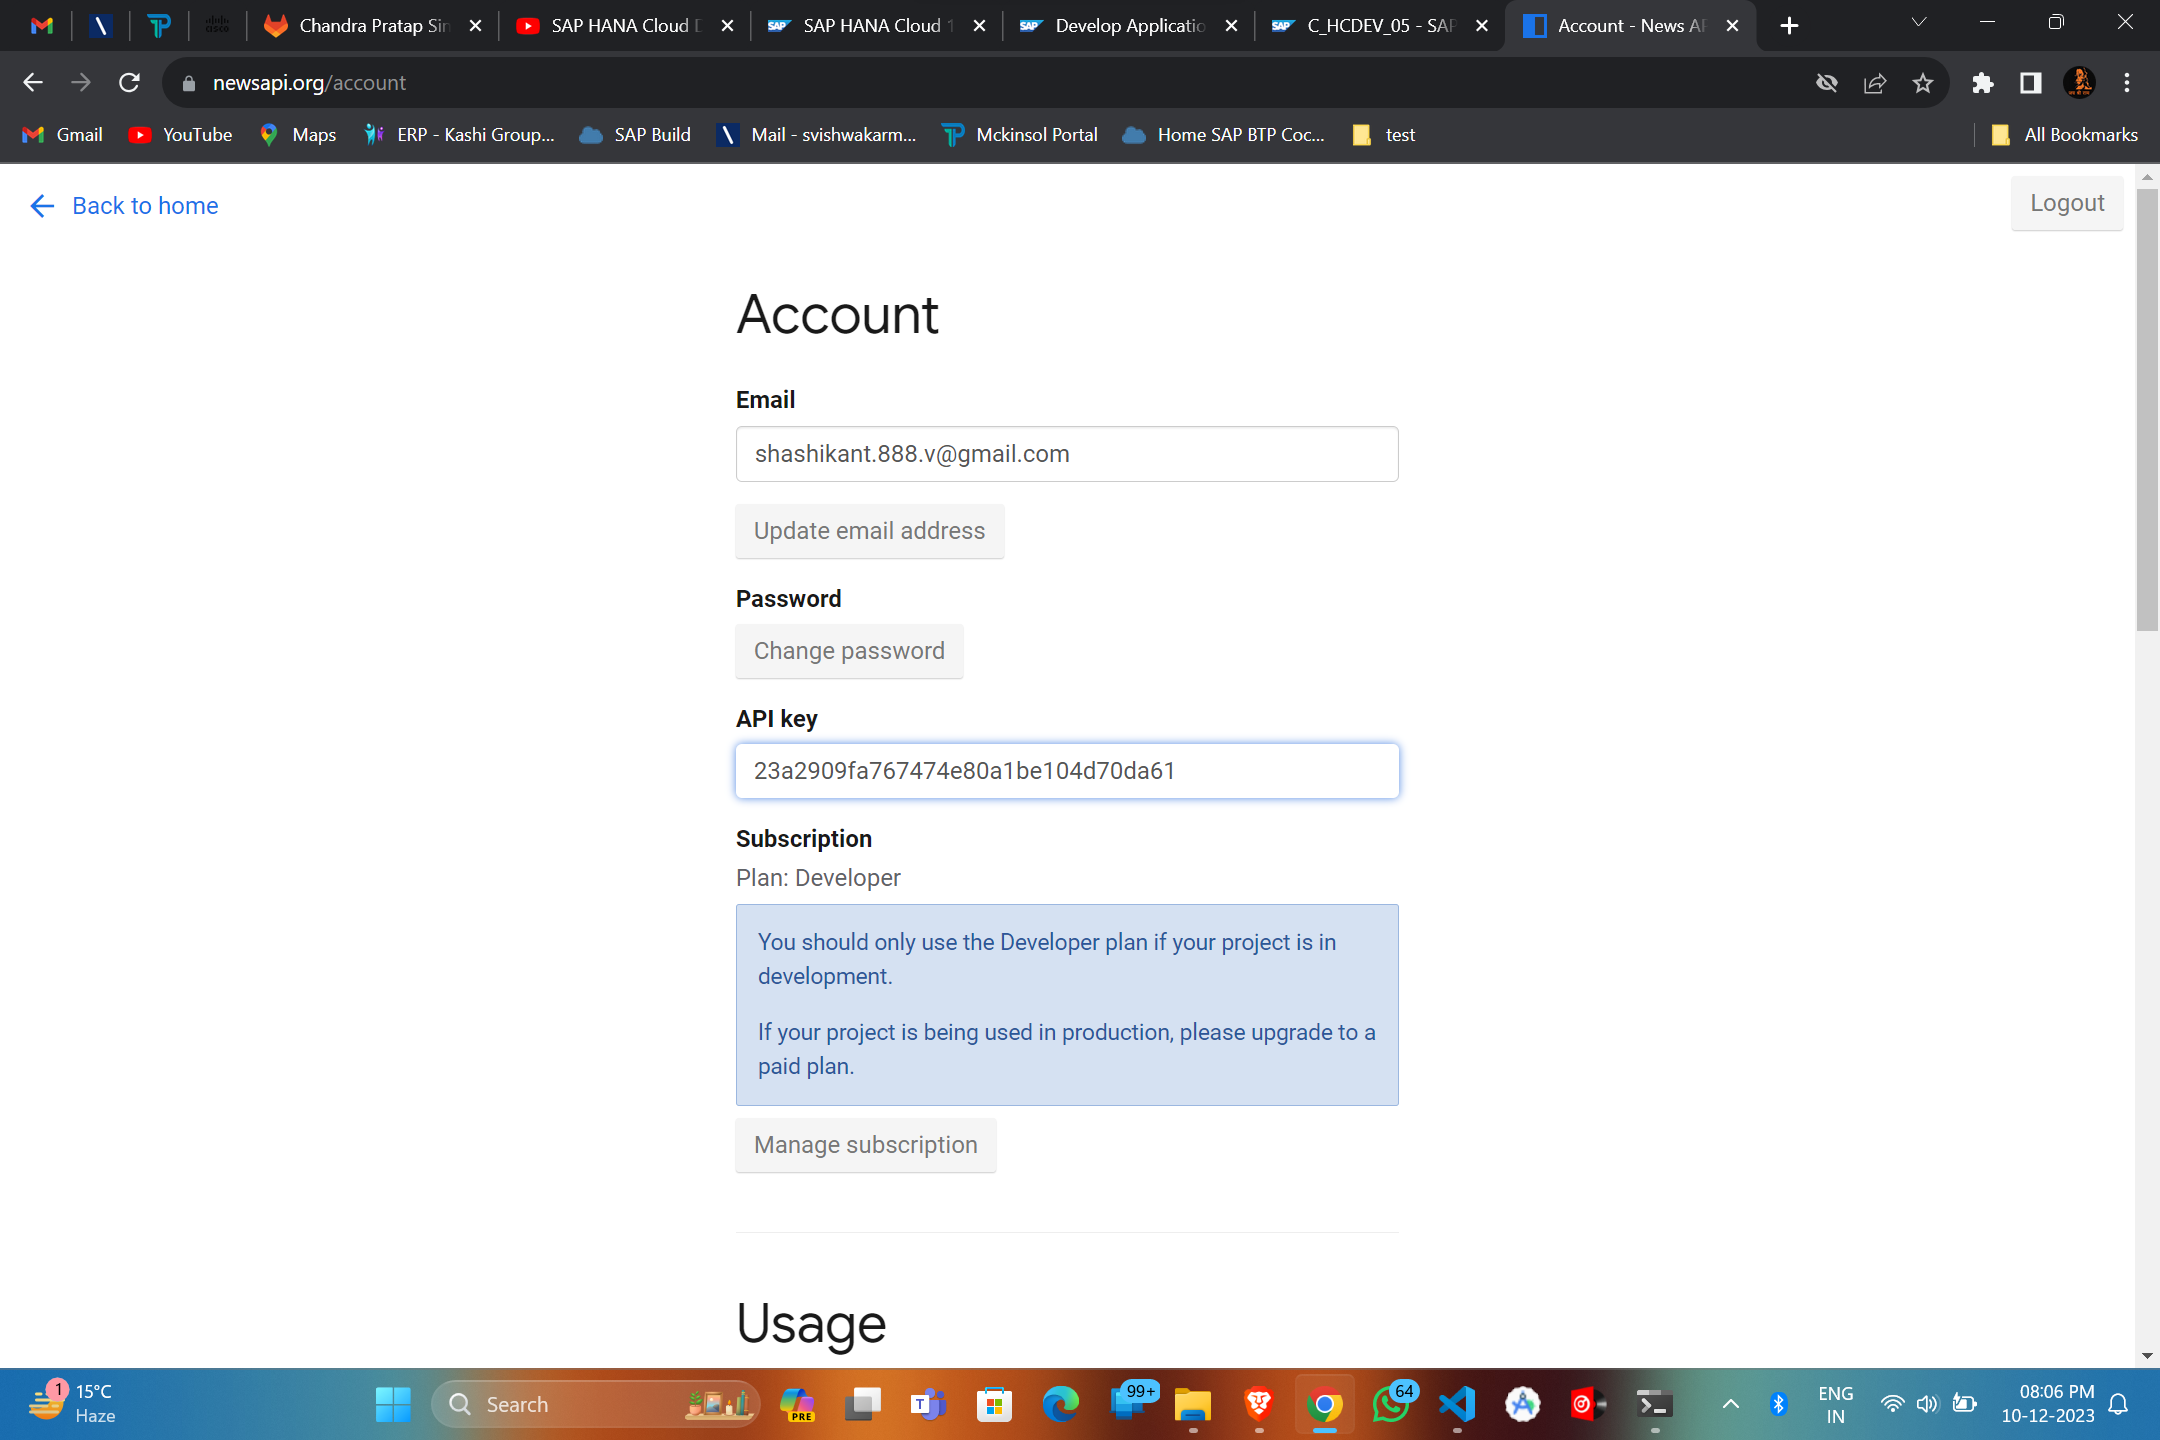 Chandra Pratap Sin
SAP HANA Cloud D
SAP HANA Cloud 1
Develop Applicatio
C_HCDEV_05 - SAP
Account - News AP
newsapi.org/account
Gmail
YouTube
Maps
ERP - Kashi Group...
SAP Build
Mail - svishwakarm...
Mckinsol Portal
Home SAP BTP Coc...
test
All Bookmarks
Back to home
Logout
Account
Email
shashikant.888.v@gmail.com
Update email address
Password
Change password
API key
23a2909fa767474e80a1be104d70da61
Subscription
Plan: Developer
You should only use the Developer plan if your project is in
development.
If your project is being used in production, please upgrade to a
paid plan.
Manage subscription
Usage
1
15°C
Haze
Search
PRE
99+
64
ENG
IN
08:06 PM
10-12-2023